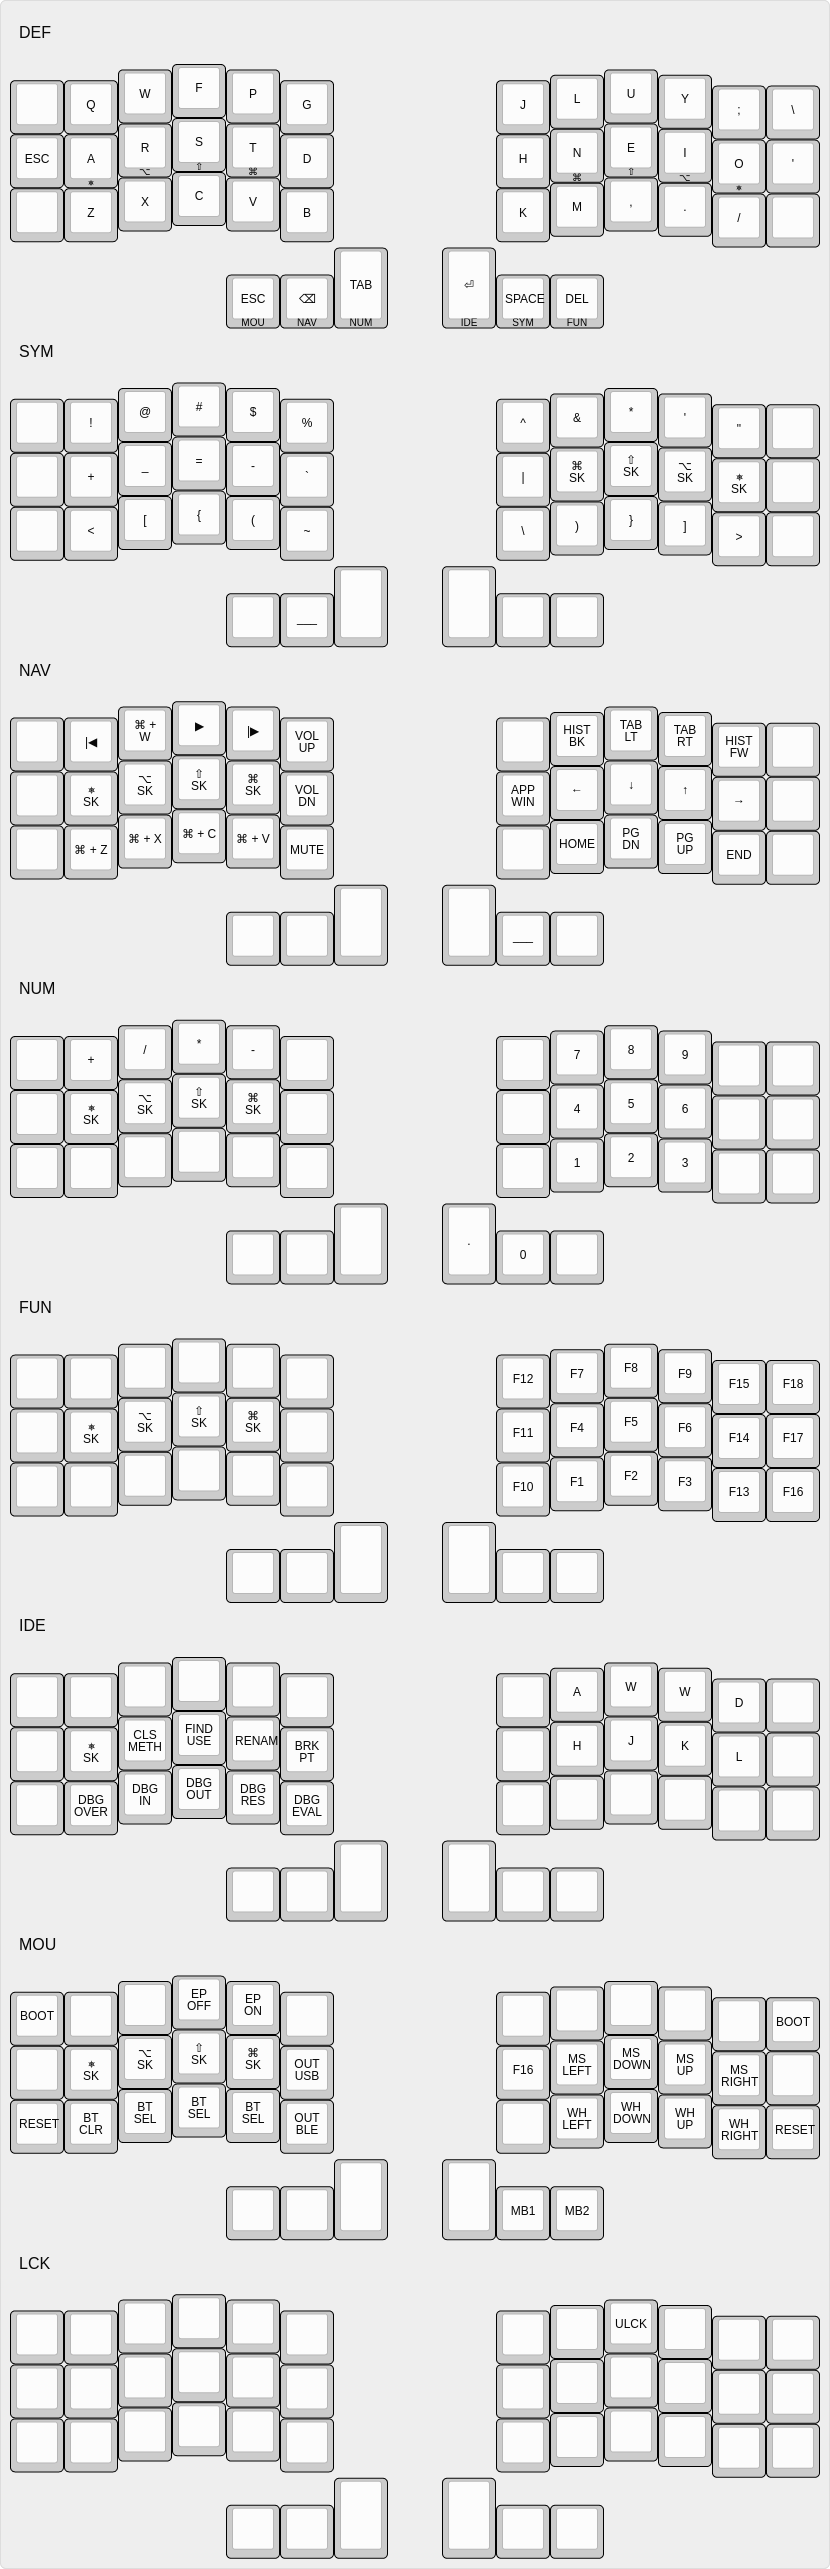 DEF
Q W F P G J L U Y ; \
ESC A R S T D H N E I O '
⎈ ⌥ ⇧ ⌘ ⌘ ⇧ ⌥ ⎈
Z X C V B K M , . /
ESC ⌫ TAB ⏎ SPACE DEL
MOU NAV NUM IDE SYM FUN
SYM
! @ # $ % ^ & * ' "
+ _ = - ` | ⌘ SK ⇧ SK ⌥ SK ⎈ SK
< [ { ( ~ \ ) } ] >
___
NAV
|◀ ⌘ + W ▶ |▶ VOL UP HIST BK TAB LT TAB RT HIST FW
⎈ SK ⌥ SK ⇧ SK ⌘ SK VOL DN APP WIN ← ↓ ↑ →
⌘ + Z ⌘ + X ⌘ + C ⌘ + V MUTE HOME PG DN PG UP END
___
NUM
+ / * - 7 8 9
⎈ SK ⌥ SK ⇧ SK ⌘ SK 4 5 6
1 2 3
. 0
FUN
F12 F7 F8 F9 F15 F18
⎈ SK ⌥ SK ⇧ SK ⌘ SK F11 F4 F5 F6 F14 F17
F10 F1 F2 F3 F13 F16
IDE
A W W D
⎈ SK CLS METH FIND USE RENAM BRK PT H J K L
DBG OVER DBG IN DBG OUT DBG RES DBG EVAL
MOU
BOOT EP OFF EP ON BOOT
⎈ SK ⌥ SK ⇧ SK ⌘ SK OUT USB F16 MS LEFT MS DOWN MS UP MS RIGHT
RESET BT CLR BT SEL BT SEL BT SEL OUT BLE WH LEFT WH DOWN WH UP WH RIGHT RESET
MB1 MB2
LCK
ULCK